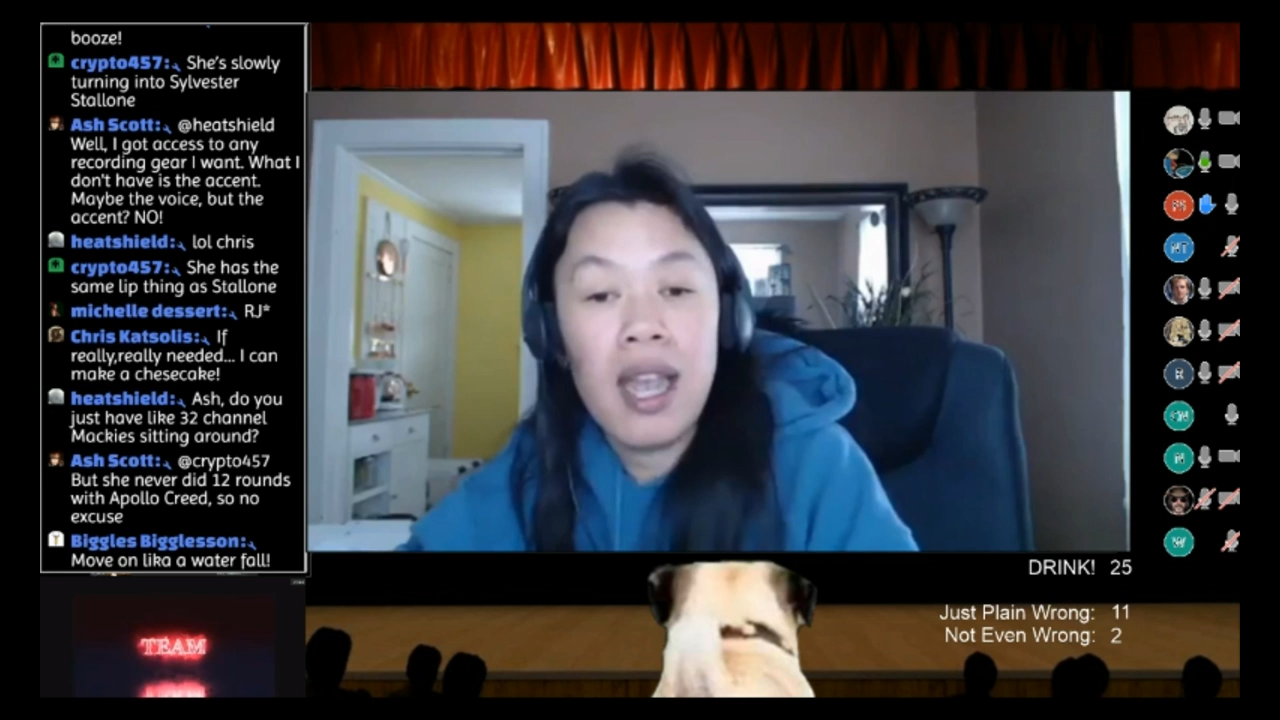 booze!
crypto457: She's slowly
turning into Sylvester
Stallone
Ash Scott: @heatshield
Well, I got access to any
recording gear I want. What I
don't have is the accent.
Maybe the voice, but the
accent? NO!
heatshield: lol chris
crypto457: She has the
same lip thing as Stallone
michelle dessert: RJ*
Chris Katsolis: If
really,really needed... I can
make a chesecake!
heatshield: Ash, do you
just have like 32 channel
Mackies sitting around?
Ash Scott: @crypto457
But she never did 12 rounds
with Apollo Creed, so no
excuse
Biggles Bigglesson:
Move on lika a water fall!
TEAM
DRINK! 25
Just Plain Wrong: 11
Not Even Wrong: 2